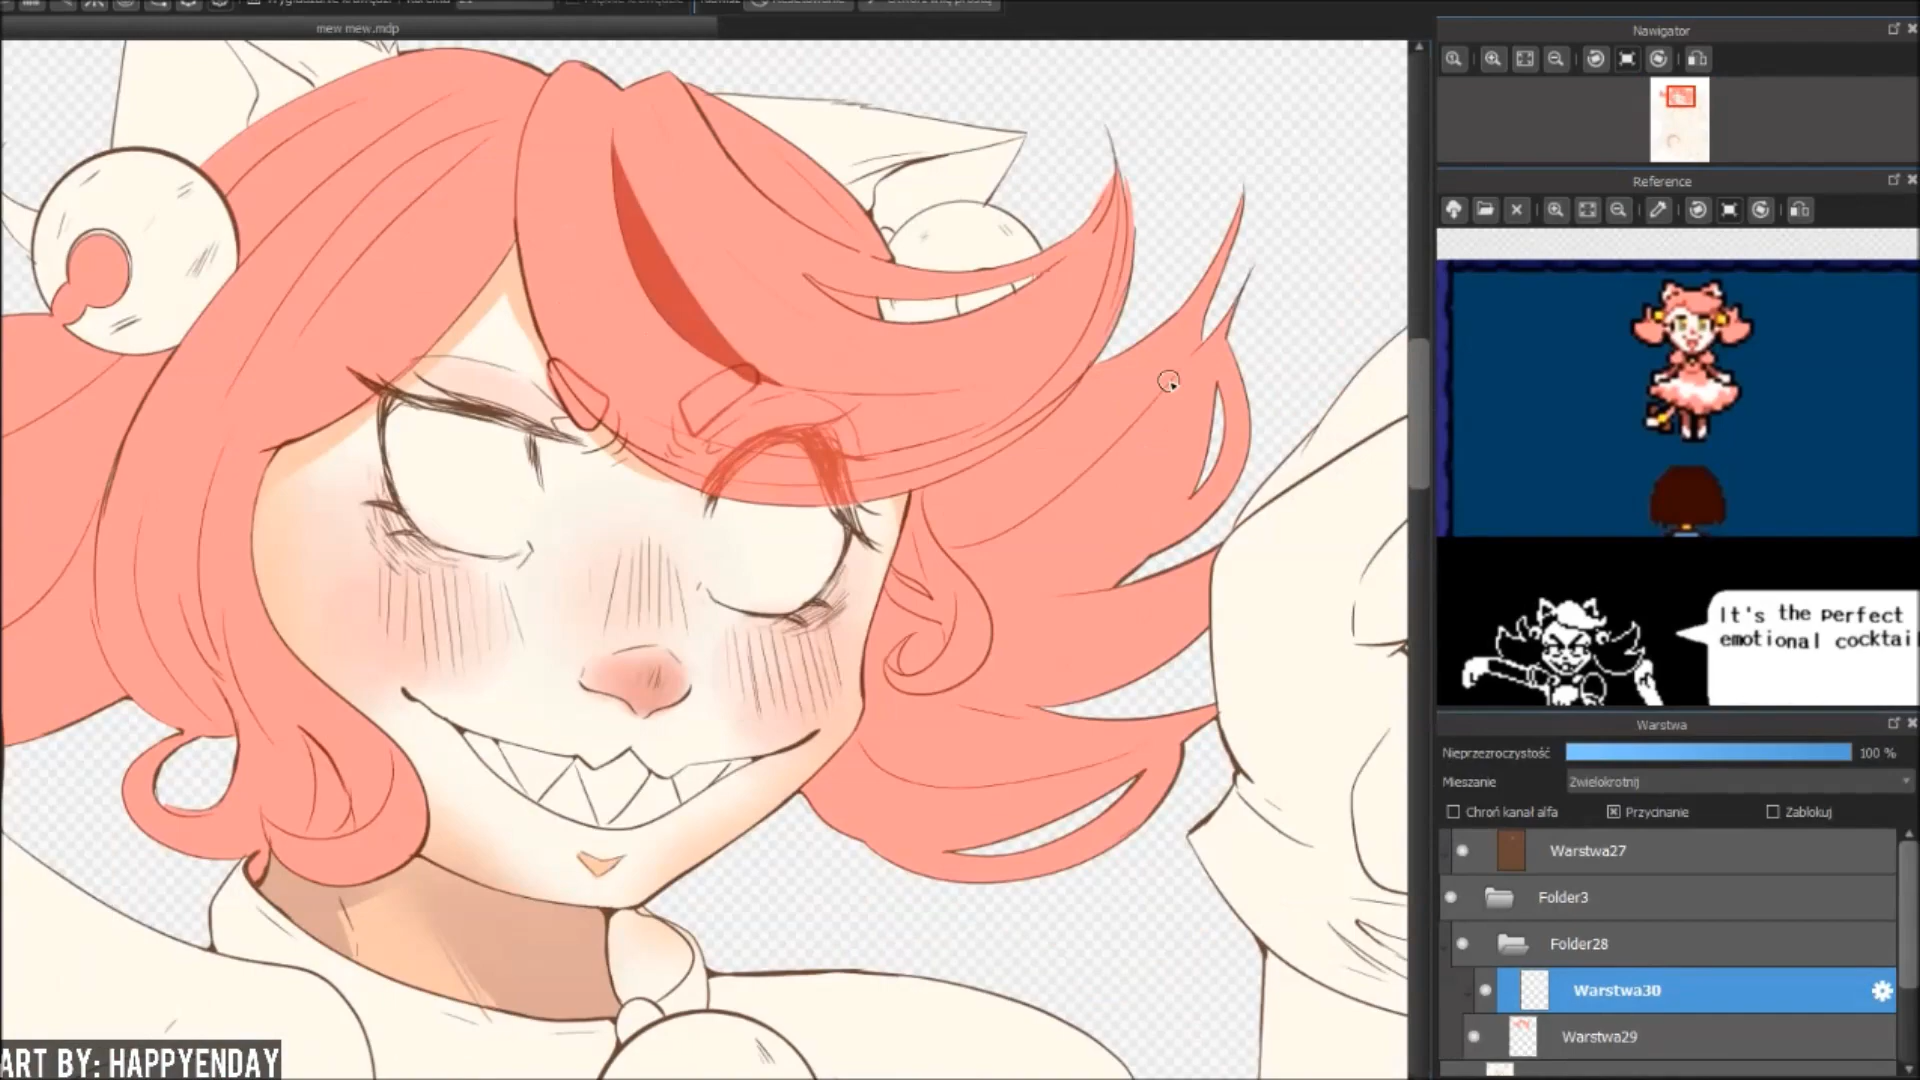 mew mew.mdp
Nawigator
Reference
It's the perfect
emotional cocktai
Warstwa
Nieprzezroczystość 100 %
Mieszanie Zwielokrotnij
Chroń kanał alfa Przycinanie Zablokuj
Warstwa27
Folder3
Folder28
Warstwa30
Warstwa29
ART BY: HAPPYENDAY